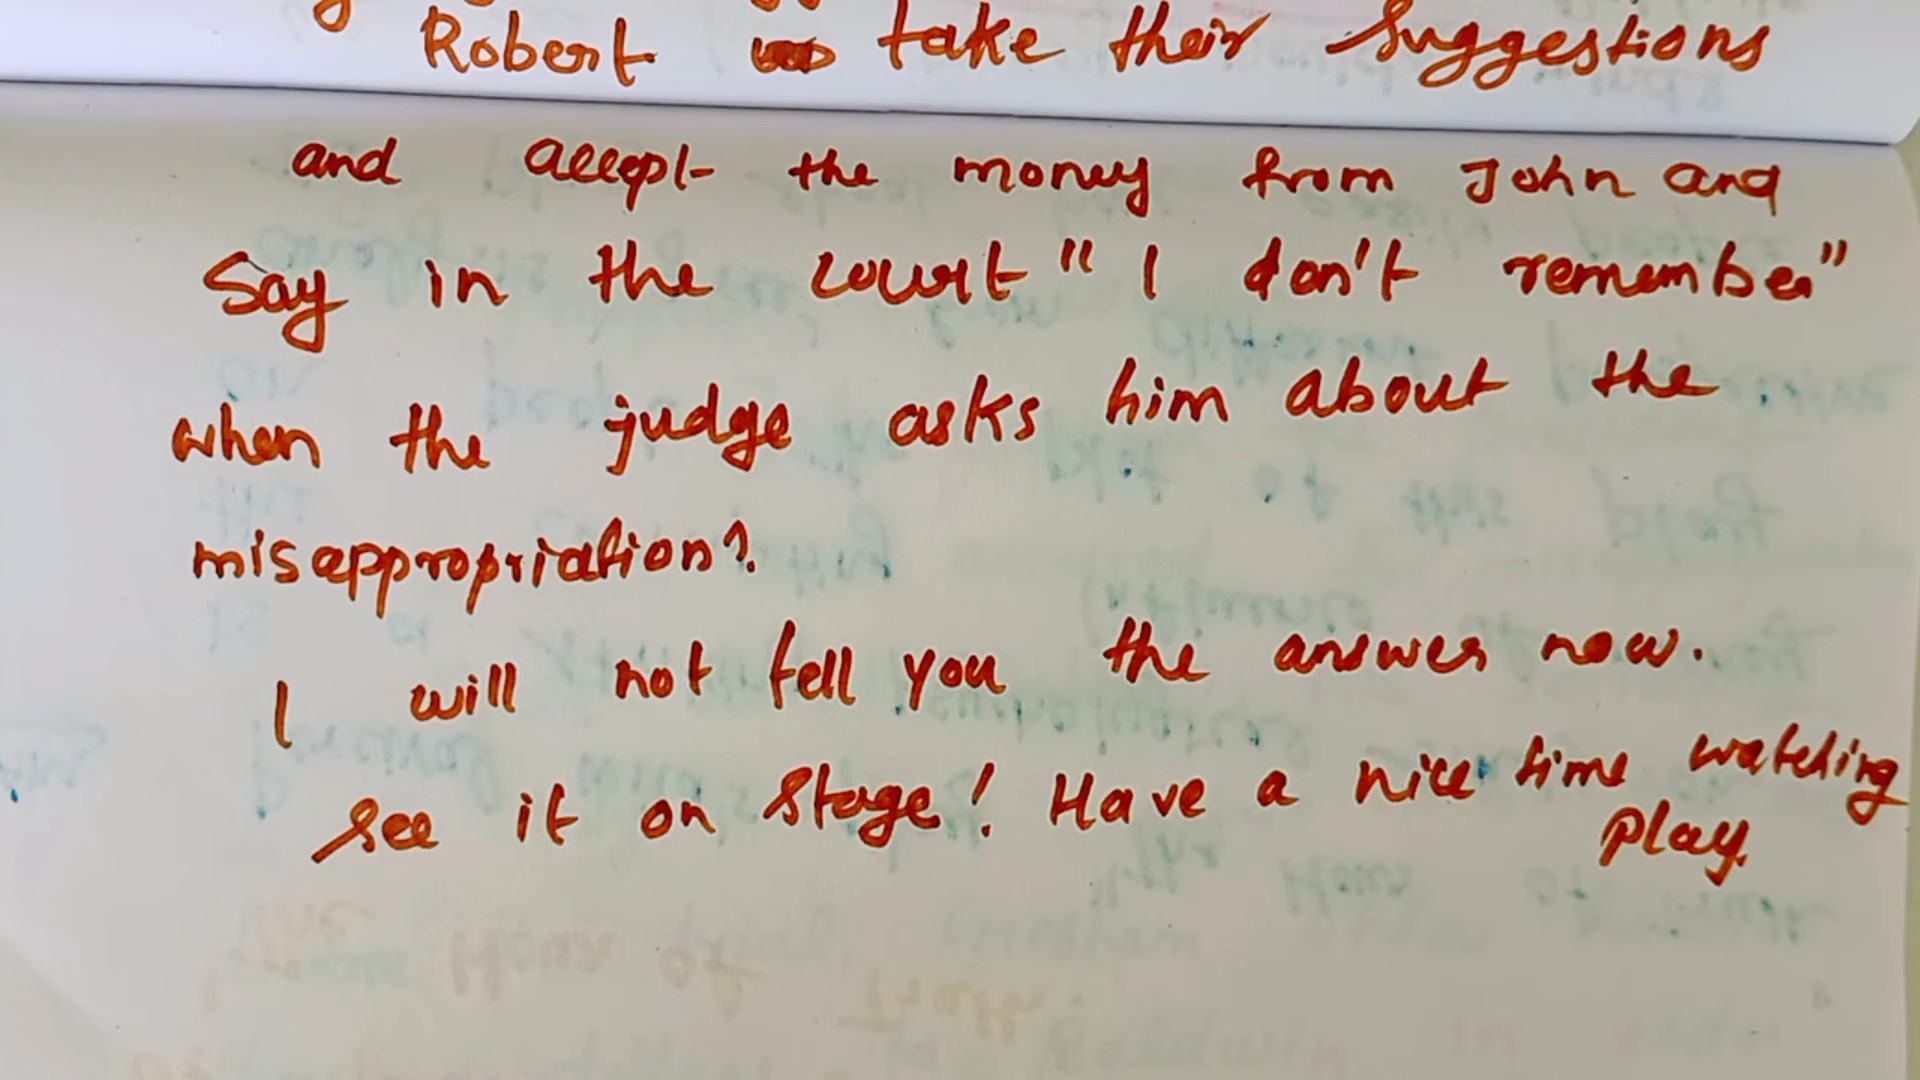 Robert take their suggestions
and accept the money from John and
Say in the court "I don't remember"
when the judge asks him about the
misappropriation?
I will not tell you the answer now.
see it on stage! Have a nice time watching
play.